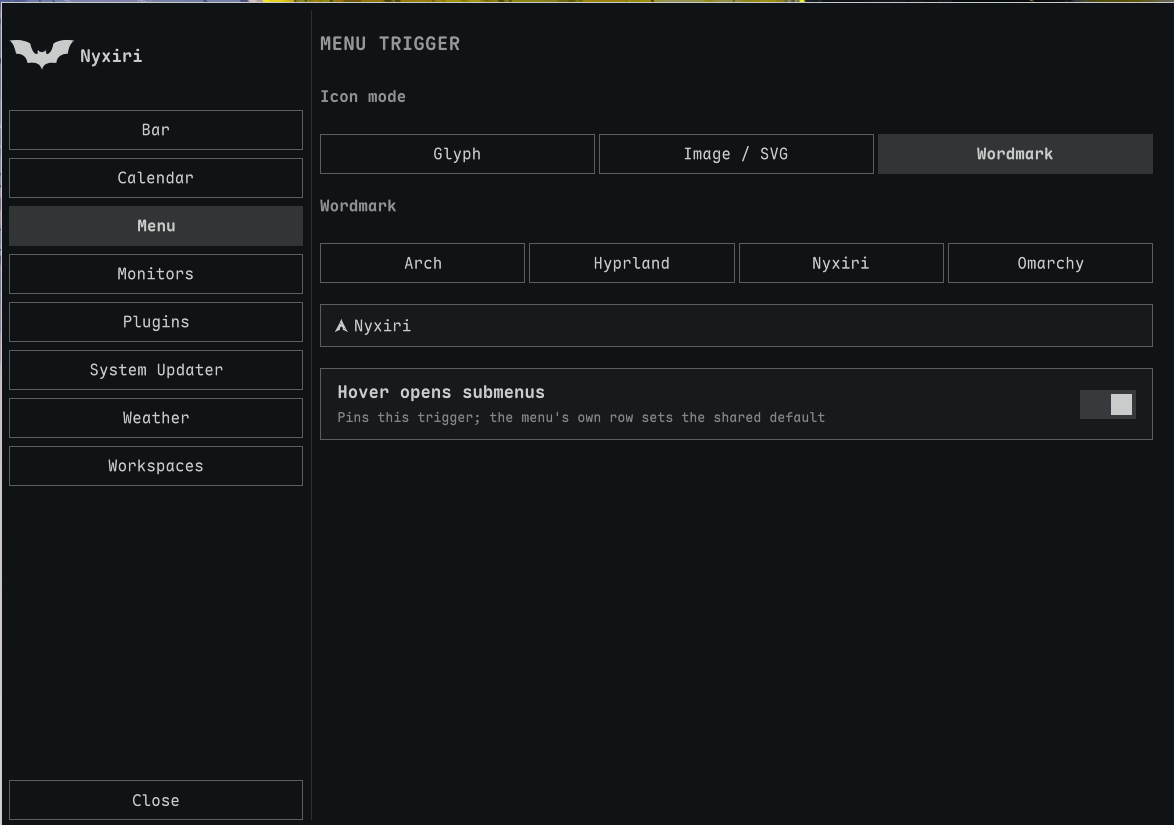 Nyxiri
Bar
Calendar
Menu
Monitors
Plugins
System Updater
Weather
Workspaces
Close
MENU TRIGGER
Icon mode
Glyph
Image / SVG
Wordmark
Wordmark
Arch
Hyprland
Nyxiri
Omarchy
Nyxiri
Hover opens submenus
Pins this trigger; the menu's own row sets the shared default